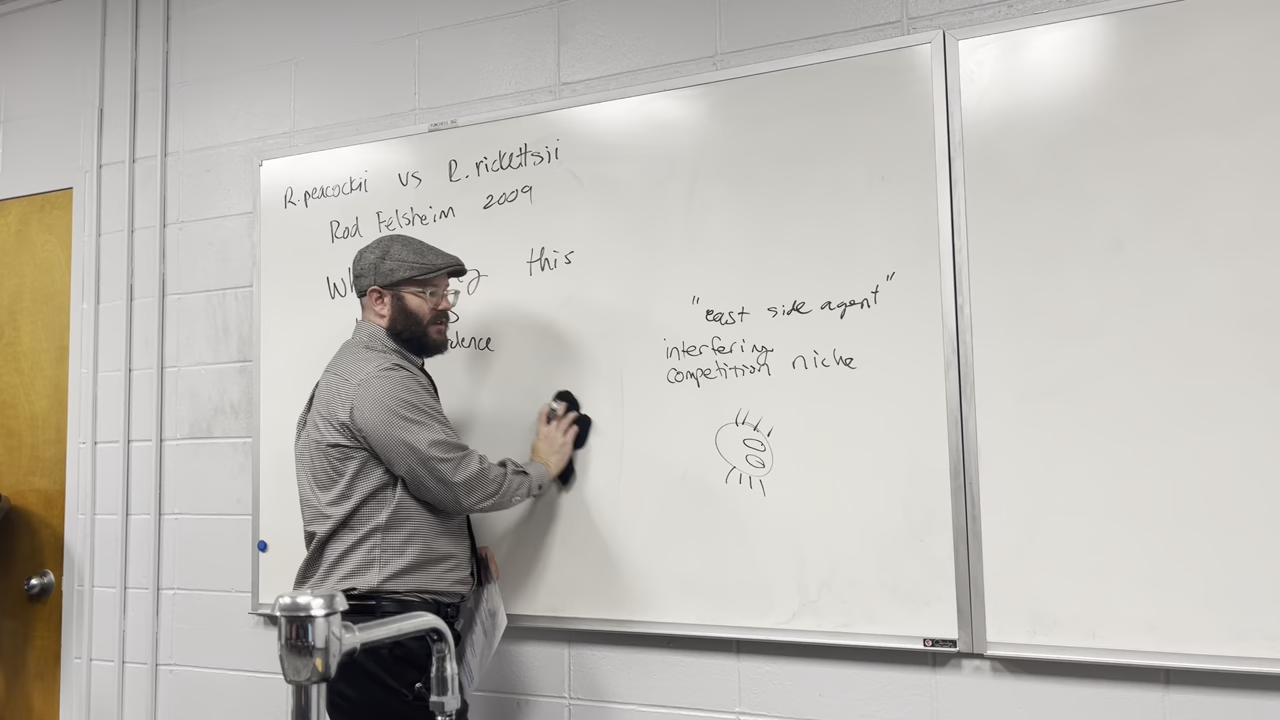 R. peacockii vs R. rickettsii
Rod Felsheim 2009
this
"east side agent"
interfering
competition niche